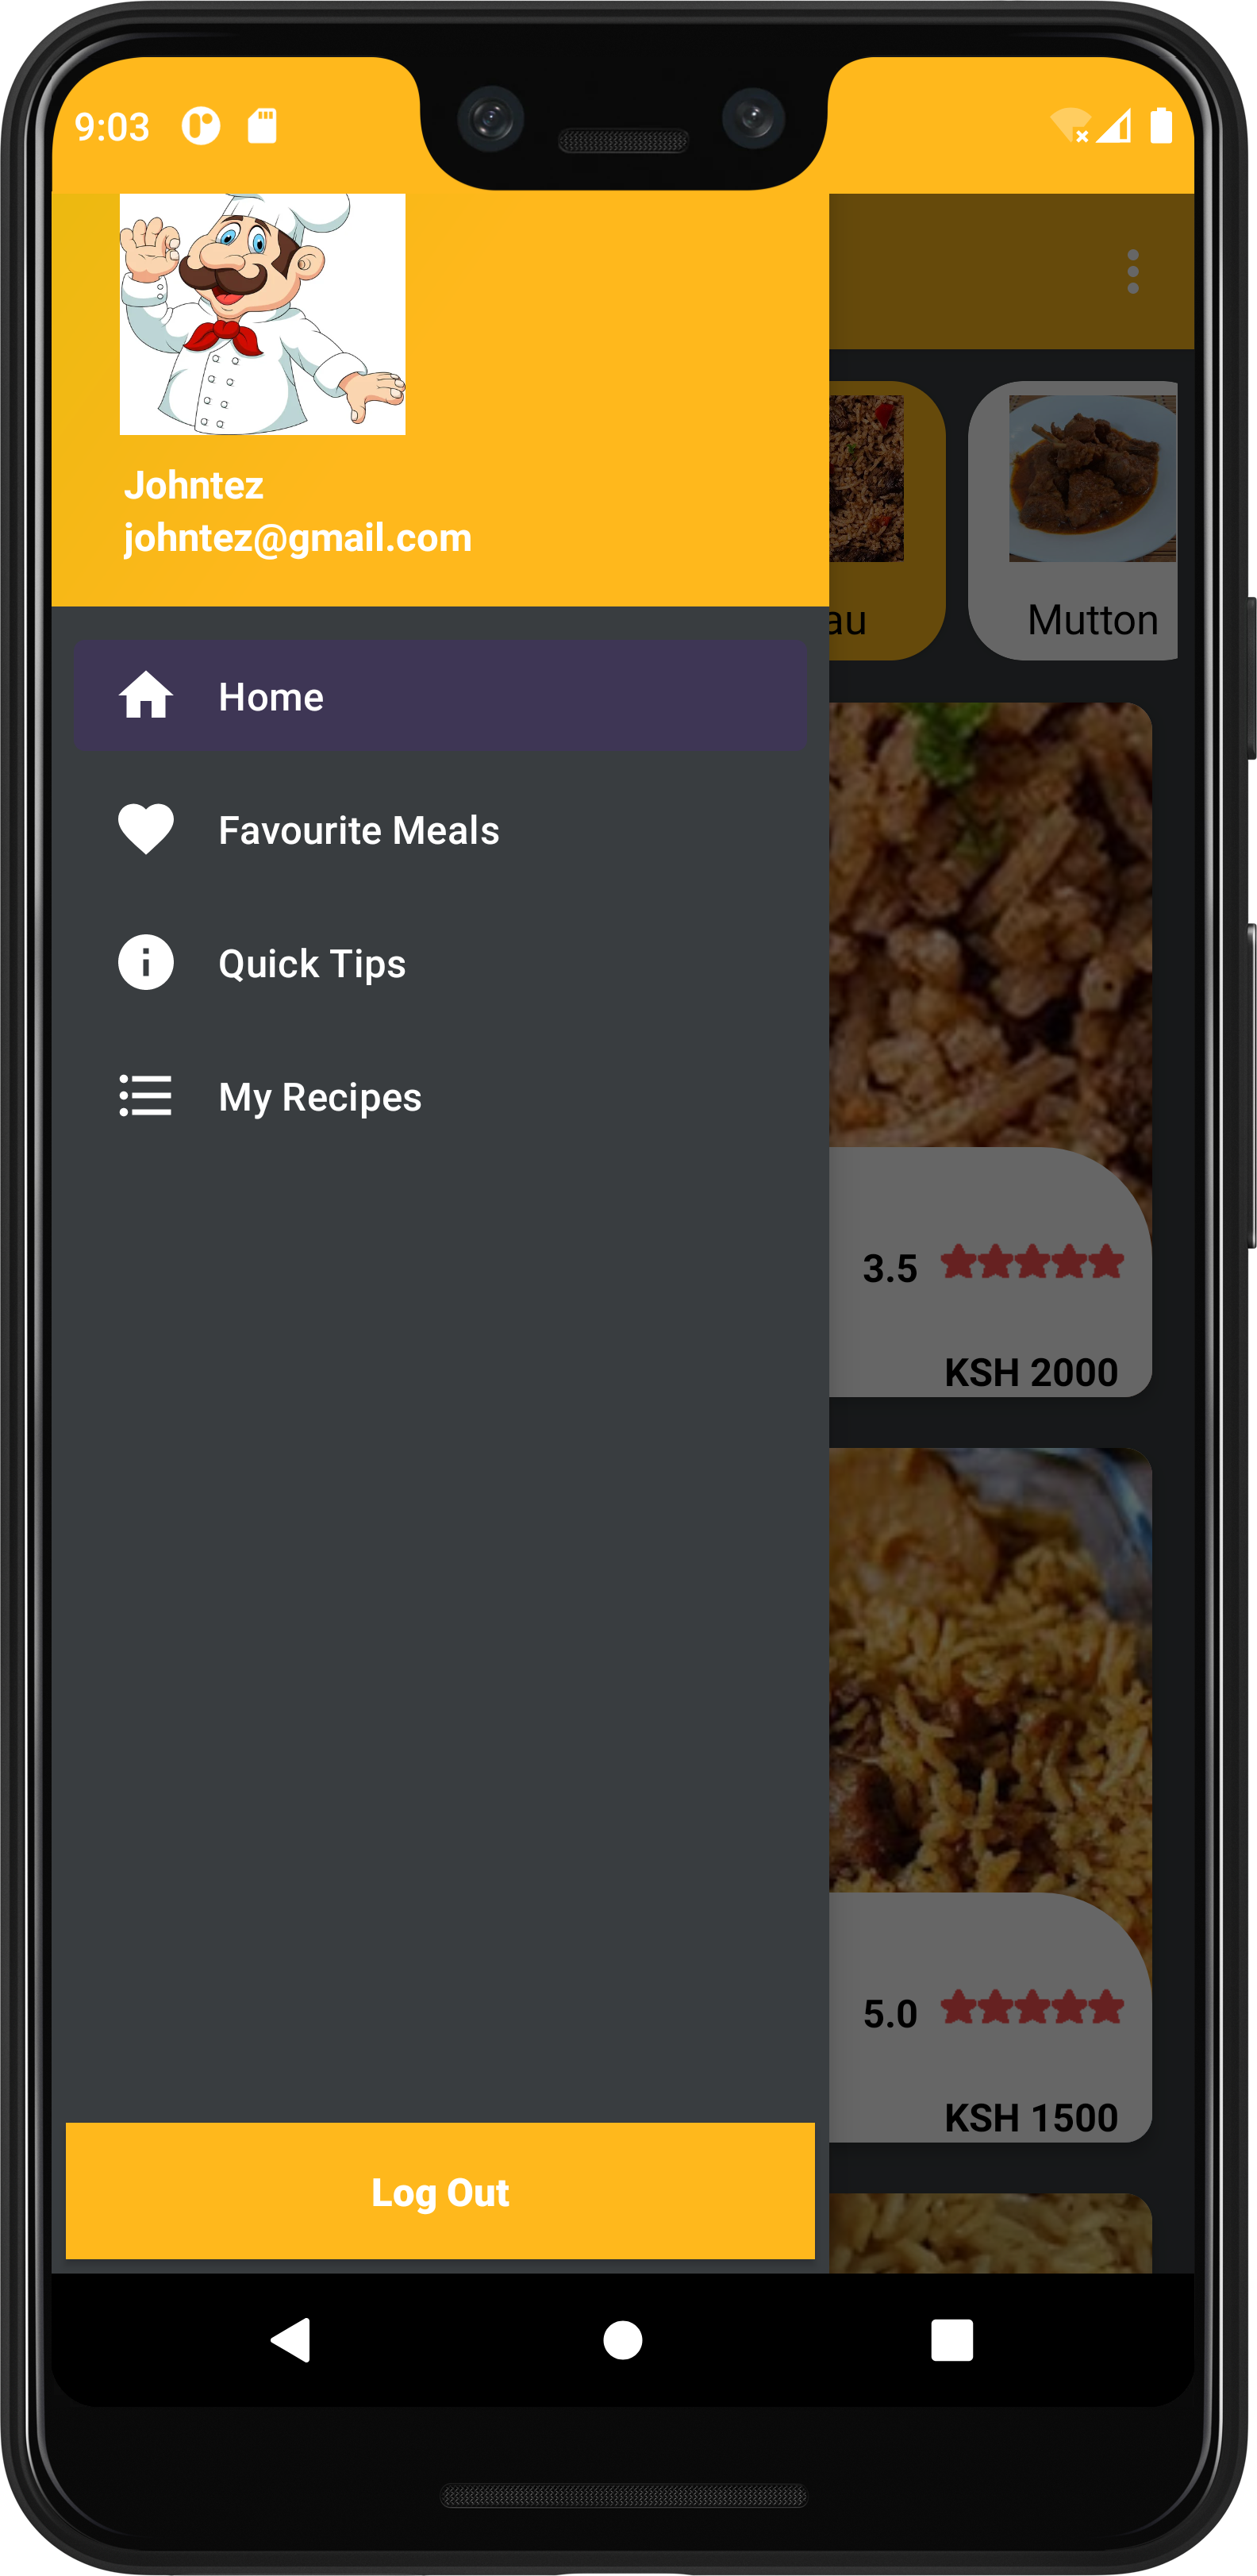 9:03
Johntez
johntez@gmail.com
Home
Favourite Meals
Quick Tips
My Recipes
Log Out
au
Mutton
3.5
KSH 2000
5.0
KSH 1500